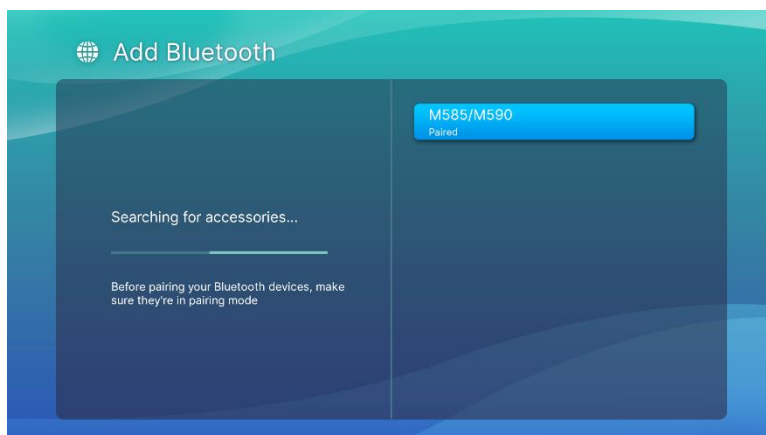 Add Bluetooth
M585/M590
Paired
Searching for accessories...
Before pairing your Bluetooth devices, make
sure they're in pairing mode